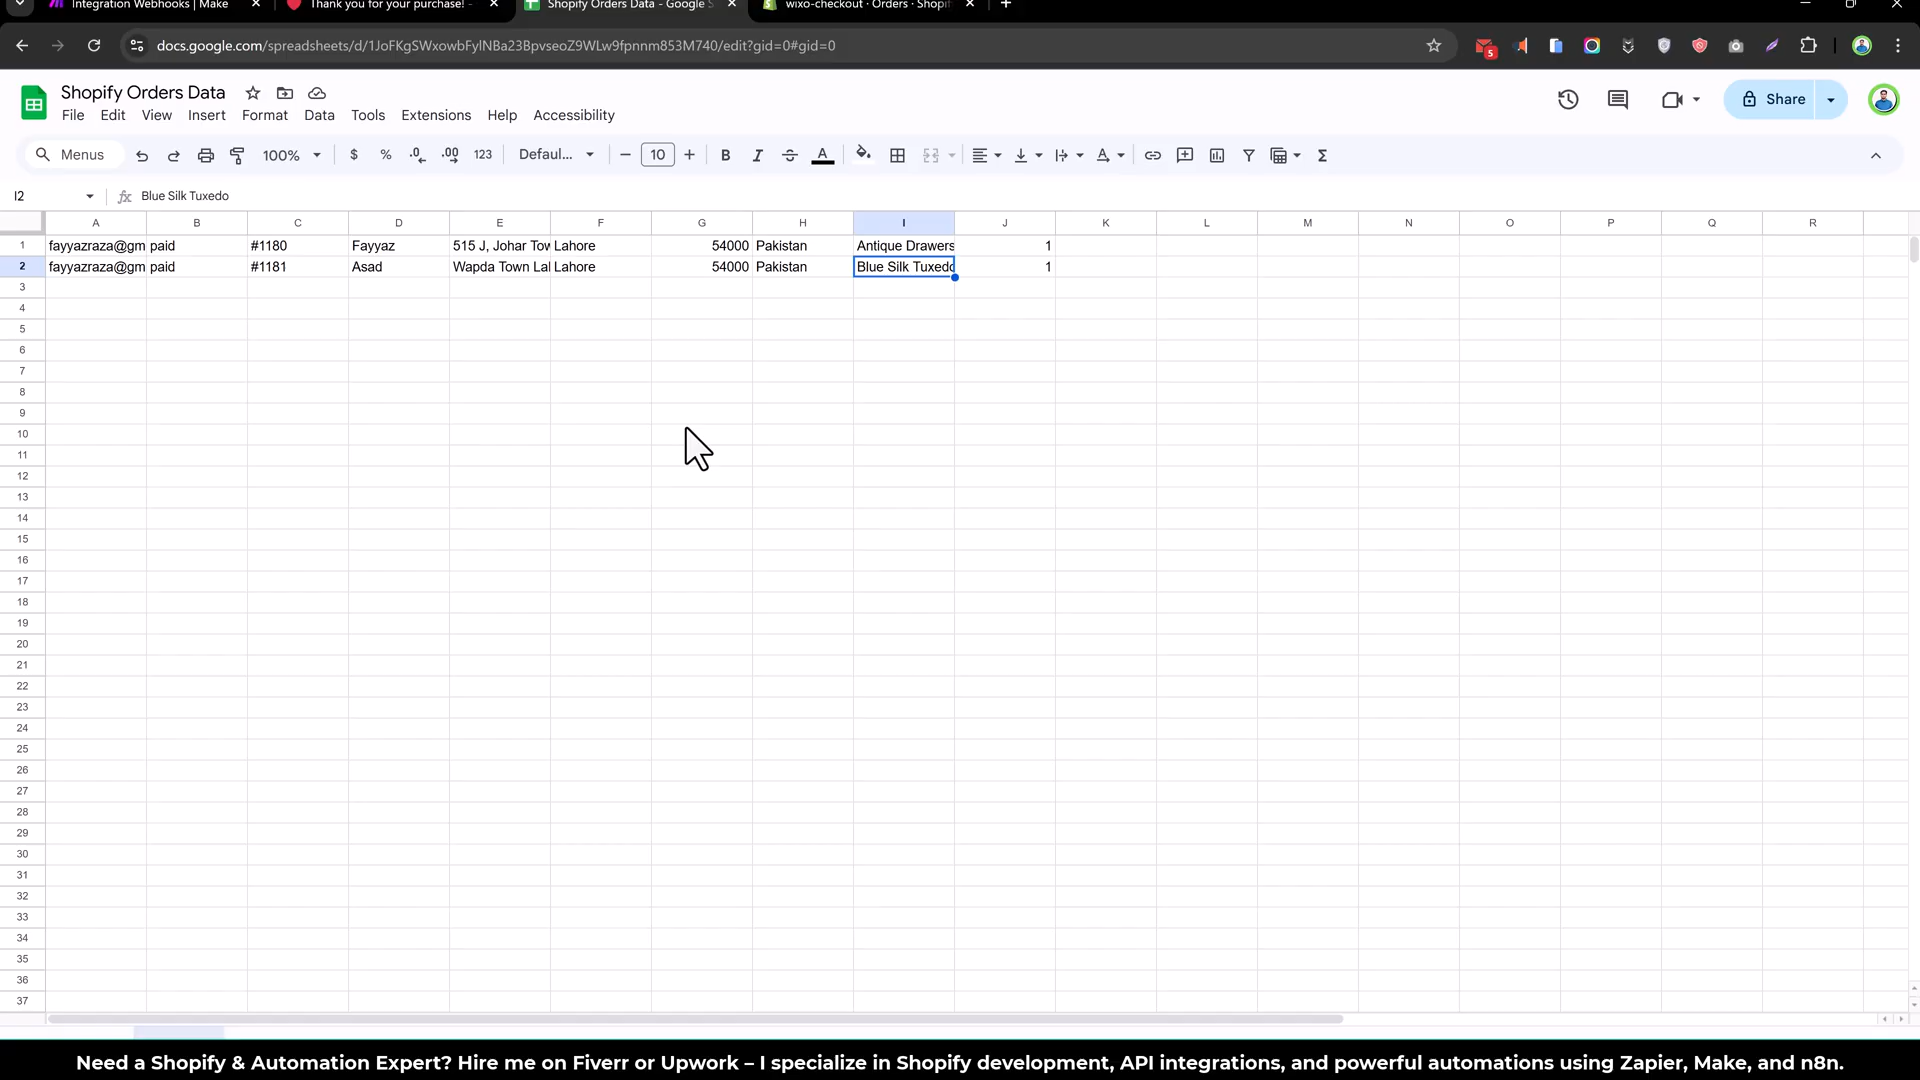 Integration Webhooks | Make
Thank you for your purchase! -
Shopify Orders Data - Google S
wixo-checkout · Orders · Shopif
docs.google.com/spreadsheets/d/1JoFKgSWxowbFylNBa23BpvseoZ9WLw9fpnnm853M740/edit?gid=0#gid=0
5
Shopify Orders Data
File Edit View Insert Format Data Tools Extensions Help Accessibility
Share
Menus 100% $ % .0 .00 123 Defaul... 10 B I S A A Σ
I2 fx Blue Silk Tuxedo
A B C D E F G H I J K L M N O P Q R
1 fayyazraza@gm paid #1180 Fayyaz 515 J, Johar Tow Lahore 54000 Pakistan Antique Drawers 1
2 fayyazraza@gm paid #1181 Asad Wapda Town Lal Lahore 54000 Pakistan Blue Silk Tuxedo 1
3
4
5
6
7
8
9
10
11
12
13
14
15
16
17
18
19
20
21
22
23
24
25
26
27
28
29
30
31
32
33
34
35
36
37
Need a Shopify & Automation Expert? Hire me on Fiverr or Upwork – I specialize in Shopify development, API integrations, and powerful automations using Zapier, Make, and n8n.